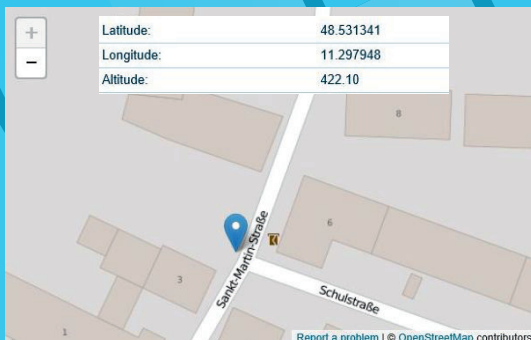 +
−
Latitude: 48.531341
Longitude: 11.297948
Altitude: 422.10
8
6
Sankt-Martin-Straße
3
Schulstraße
1
Report a problem | © OpenStreetMap contributors